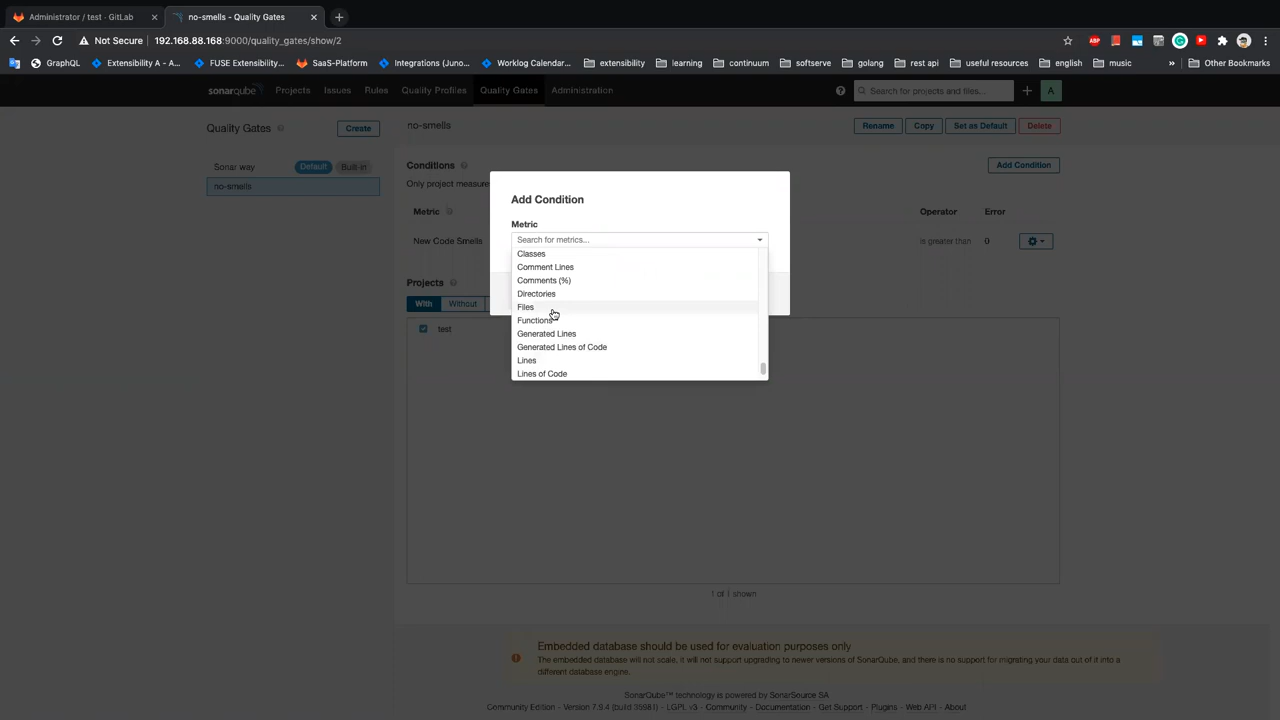 Administrator / test · GitLab
no-smells - Quality Gates
Not Secure
192.168.88.168:9000/quality_gates/show/2
ABP
GraphQL
Extensibility A - A...
FUSE Extensibility...
SaaS-Platform
Integrations (Juno...
Worklog Calendar...
extensibility
learning
continuum
softserve
golang
rest api
useful resources
english
music
»
Other Bookmarks
sonarqube
Projects
Issues
Rules
Quality Profiles
Quality Gates
Administration
Search for projects and files...
A
Quality Gates
Create
Sonar way
Default
Built-in
no-smells
no-smells
Rename
Copy
Set as Default
Delete
Conditions
Add Condition
Only project measure
Metric
Operator
Error
New Code Smells
is greater than
0
Projects
With
Without
test
1 of 1 shown
Add Condition
Metric
Search for metrics...
Classes
Comment Lines
Comments (%)
Directories
Files
Functions
Generated Lines
Generated Lines of Code
Lines
Lines of Code
Embedded database should be used for evaluation purposes only
The embedded database will not scale, it will not support upgrading to newer versions of SonarQube, and there is no support for migrating your data out of it into a
different database engine.
SonarQube™ technology is powered by SonarSource SA
Community Edition - Version 7.9.4 (build 35981) - LGPL v3 - Community - Documentation - Get Support - Plugins - Web API - About